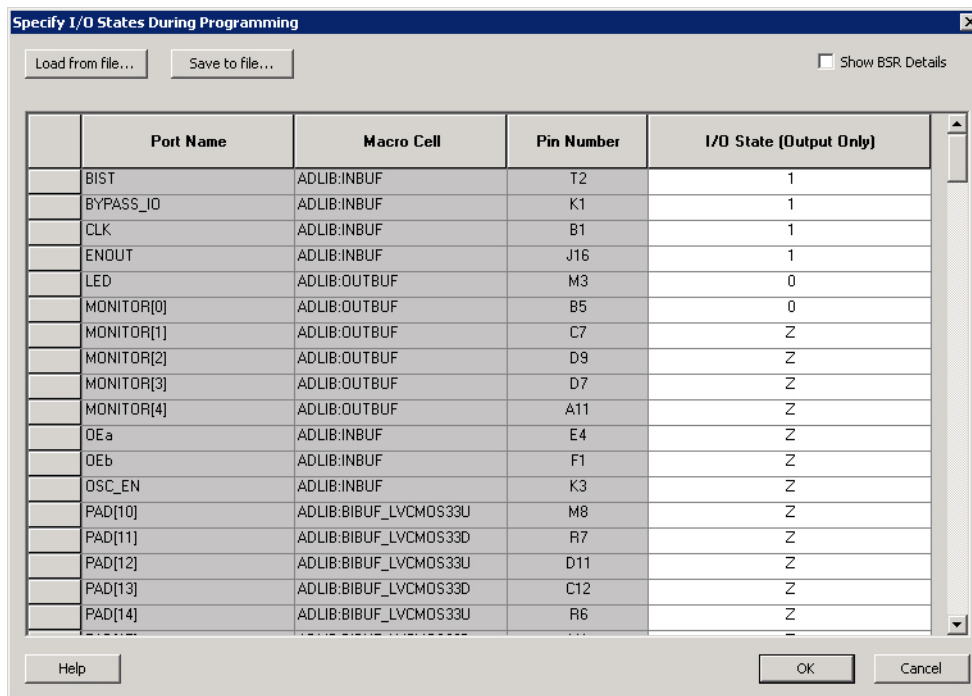 Specify I/O States During Programming
Load from file... Save to file... Show BSR Details
Port Name Macro Cell Pin Number I/O State (Output Only)
BIST ADLIB:INBUF T2 1
BYPASS_IO ADLIB:INBUF K1 1
CLK ADLIB:INBUF B1 1
ENOUT ADLIB:INBUF J16 1
LED ADLIB:OUTBUF M3 0
MONITOR[0] ADLIB:OUTBUF B5 0
MONITOR[1] ADLIB:OUTBUF C7 Z
MONITOR[2] ADLIB:OUTBUF D9 Z
MONITOR[3] ADLIB:OUTBUF D7 Z
MONITOR[4] ADLIB:OUTBUF A11 Z
OEa ADLIB:INBUF E4 Z
OEb ADLIB:INBUF F1 Z
OSC_EN ADLIB:INBUF K3 Z
PAD[10] ADLIB:BIBUF_LVCMOS33U M8 Z
PAD[11] ADLIB:BIBUF_LVCMOS33D R7 Z
PAD[12] ADLIB:BIBUF_LVCMOS33U D11 Z
PAD[13] ADLIB:BIBUF_LVCMOS33D C12 Z
PAD[14] ADLIB:BIBUF_LVCMOS33U R6 Z
Help OK Cancel